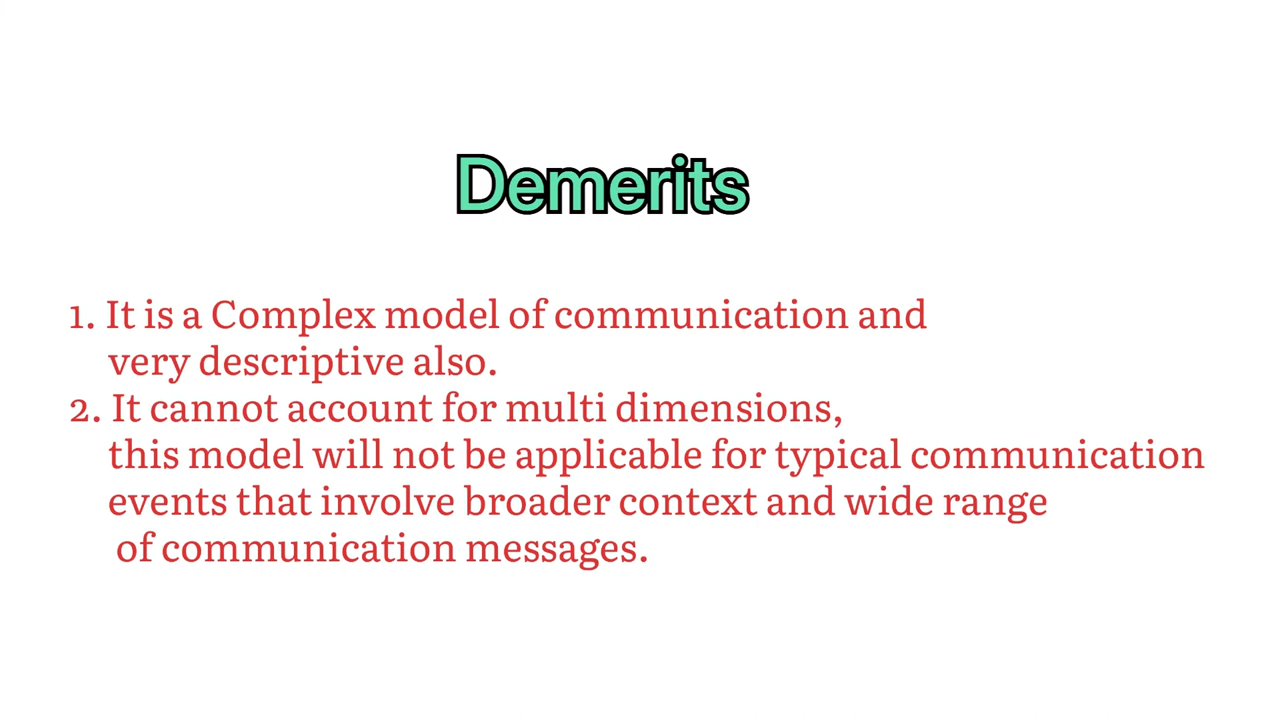 Demerits
1. It is a Complex model of communication and
very descriptive also.
2. It cannot account for multi dimensions,
this model will not be applicable for typical communication
events that involve broader context and wide range
of communication messages.